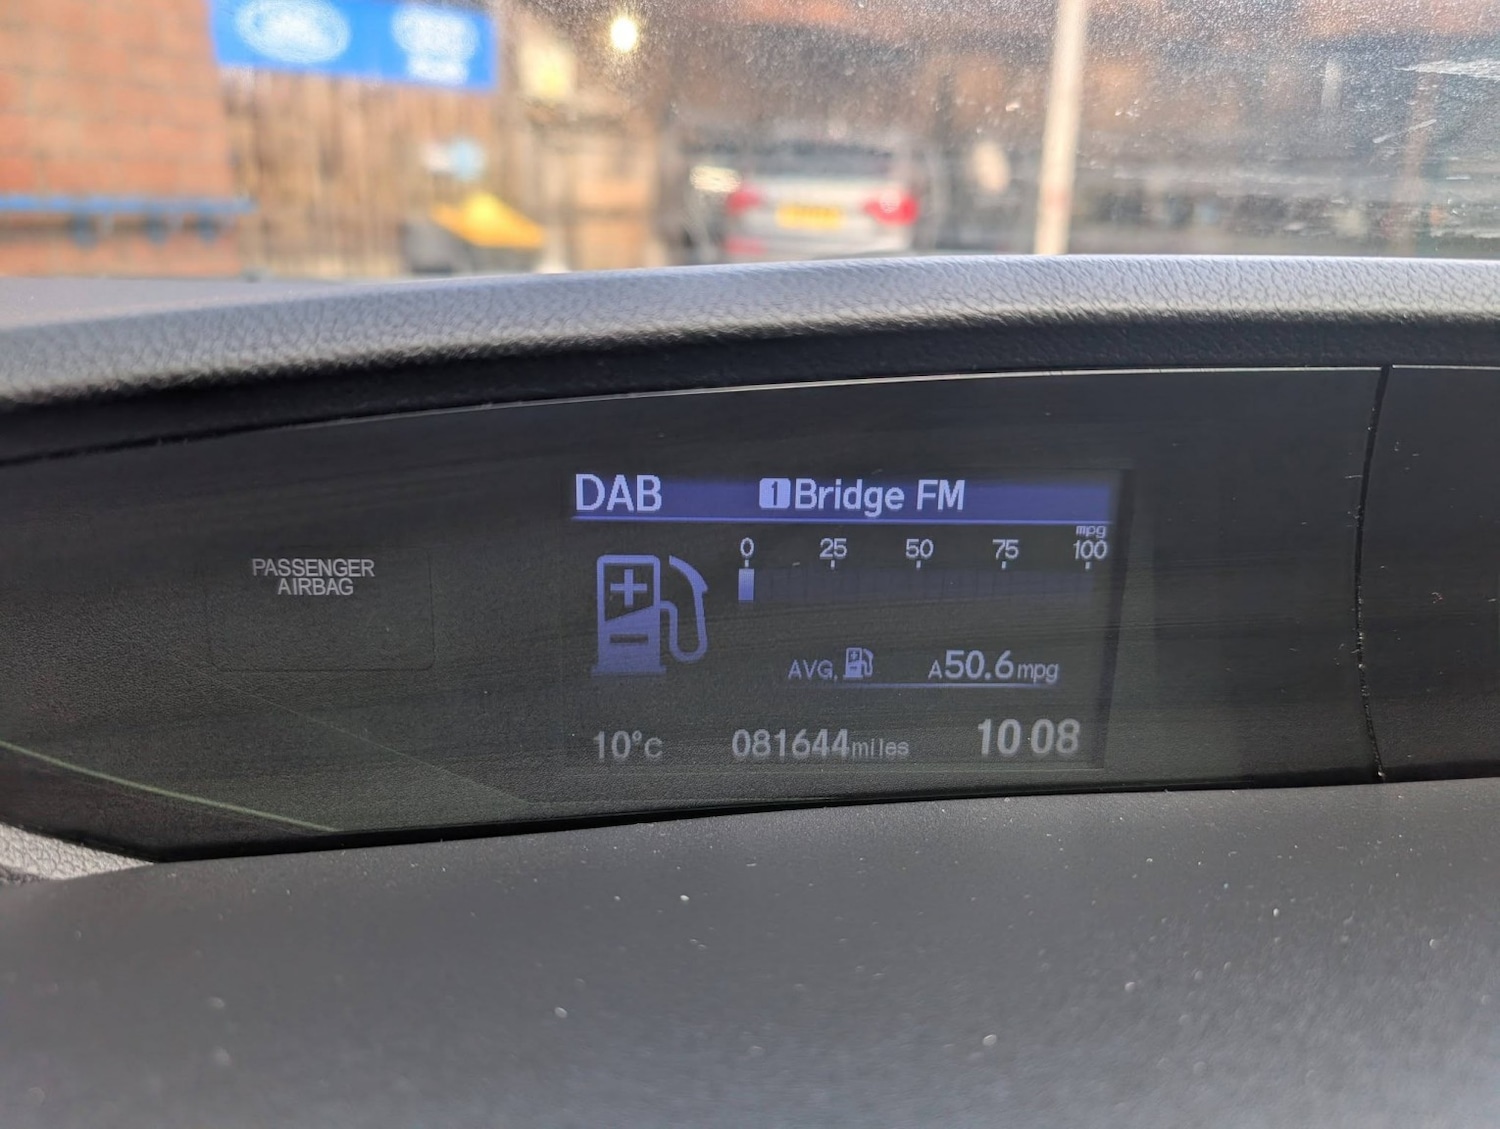 DAB 1 Bridge FM
mpg
0 25 50 75 100
PASSENGER
AIRBAG
AVG. A50.6mpg
10°C 081644miles 10 08